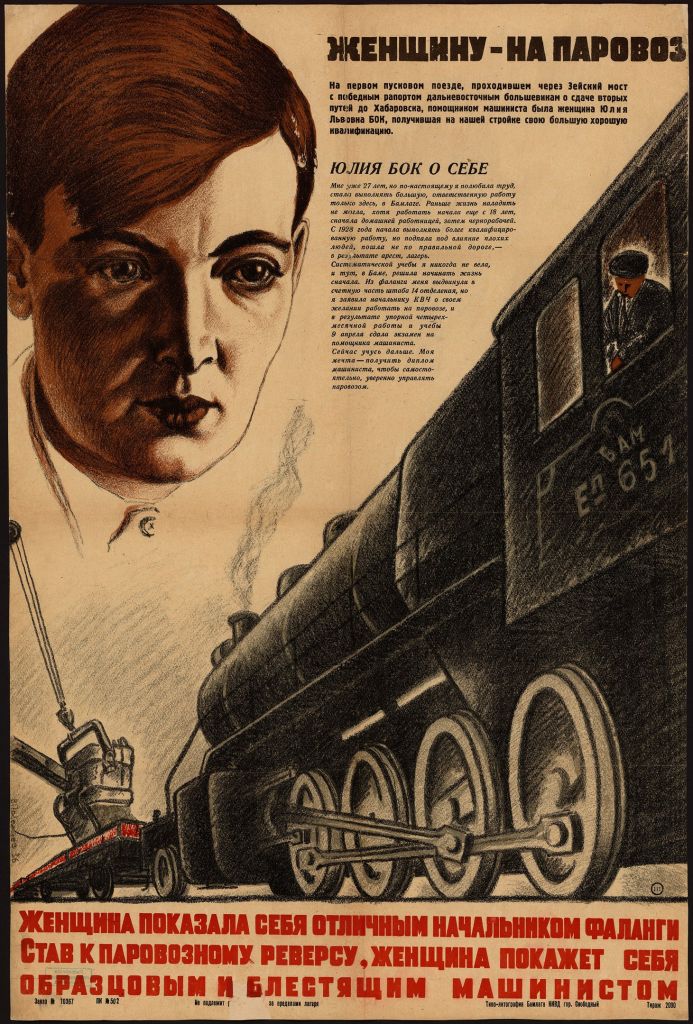 ЖЕНЩИНУ - НА ПАРОВОЗ
На первом пусковом поезде, проходившем через Зейский мост
с победным рапортом дальневосточным большевикам о сдаче вторых
путей до Хабаровска, помощником машиниста была женщина ЮЛИЯ
Львовна БОК, получившая на нашей стройке свою большую хорошую
квалификацию.
ЮЛИЯ БОК О СЕБЕ
Мне уже 27 лет, но по-настоящему я полюбила труд,
стала выполнять большую, ответственную работу
только здесь, в Бамлаге. Раньше жизнь наладить
не могла, хотя работать начала еще с 18 лет,
сначала домашней работницей, затем чернорабочей.
С 1928 года начала выполнять более квалифициро-
ванную работу, но подпала под влияние плохих
людей, пошла не по правильной дороге,—
в результате арест, лагерь.
Систематической учебы я никогда не вела,
и тут, в Баме, решила начинать жизнь
сначала. Из фаланги меня выдвинули в
счетную часть штаба 14 отделения, но
я заявила начальнику КВЧ о своем
желании работать на паровозе, и
в результате упорной четырех-
месячной работы и учебы
9 апреля сдала экзамен на
помощника машиниста.
Сейчас учусь дальше. Моя
мечта — получить диплом
машиниста, чтобы самосто-
ятельно, уверенно управлять
паровозом.
БАМ
Еп 651
ЖЕНЩИНА ПОКАЗАЛА СЕБЯ ОТЛИЧНЫМ НАЧАЛЬНИКОМ ФАЛАНГИ
СТАВ К ПАРОВОЗНОМУ РЕВЕРСУ, ЖЕНЩИНА ПОКАЖЕТ СЕБЯ
ОБРАЗЦОВЫМ И БЛЕСТЯЩИМ МАШИНИСТОМ
Заказ № 10367 ПК № 502 Не подлежит за пределами лагеря Типо-литография Бамлага НКВД гор. Свободный Тираж 2000